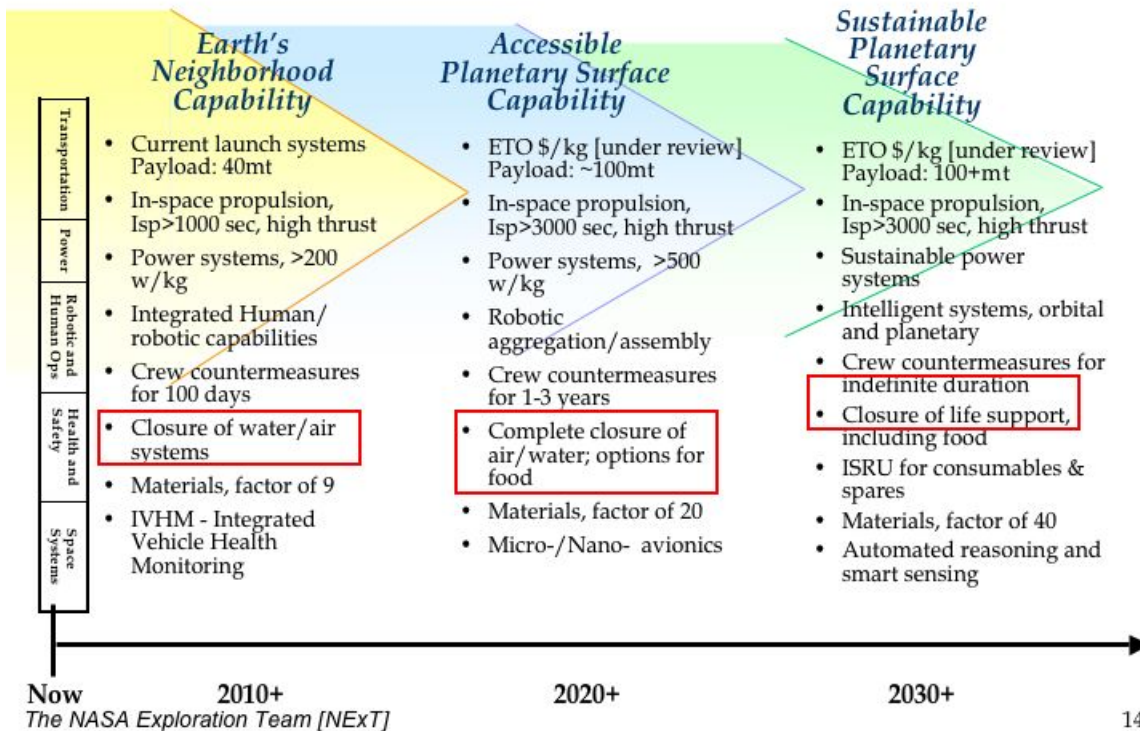 Earth's
Neighborhood
Capability
Accessible
Planetary Surface
Capability
Sustainable
Planetary
Surface
Capability
Transportation
Power
Robotic and
Human Ops
Health and
Safety
Space
Systems
• Current launch systems
Payload: 40mt
• In-space propulsion,
Isp>1000 sec, high thrust
• Power systems, >200
w/kg
• Integrated Human/
robotic capabilities
• Crew countermeasures
for 100 days
• Closure of water/air
systems
• Materials, factor of 9
• IVHM - Integrated
Vehicle Health
Monitoring
• ETO $/kg [under review]
Payload: ~100mt
• In-space propulsion,
Isp>3000 sec, high thrust
• Power systems, >500
w/kg
• Robotic
aggregation/assembly
• Crew countermeasures
for 1-3 years
• Complete closure of
air/water; options for
food
• Materials, factor of 20
• Micro-/Nano- avionics
• ETO $/kg [under review]
Payload: 100+mt
• In-space propulsion,
Isp>3000 sec, high thrust
• Sustainable power
systems
• Intelligent systems, orbital
and planetary
• Crew countermeasures for
indefinite duration
• Closure of life support,
including food
• ISRU for consumables &
spares
• Materials, factor of 40
• Automated reasoning and
smart sensing
Now
2010+
2020+
2030+
The NASA Exploration Team [NExT]
14